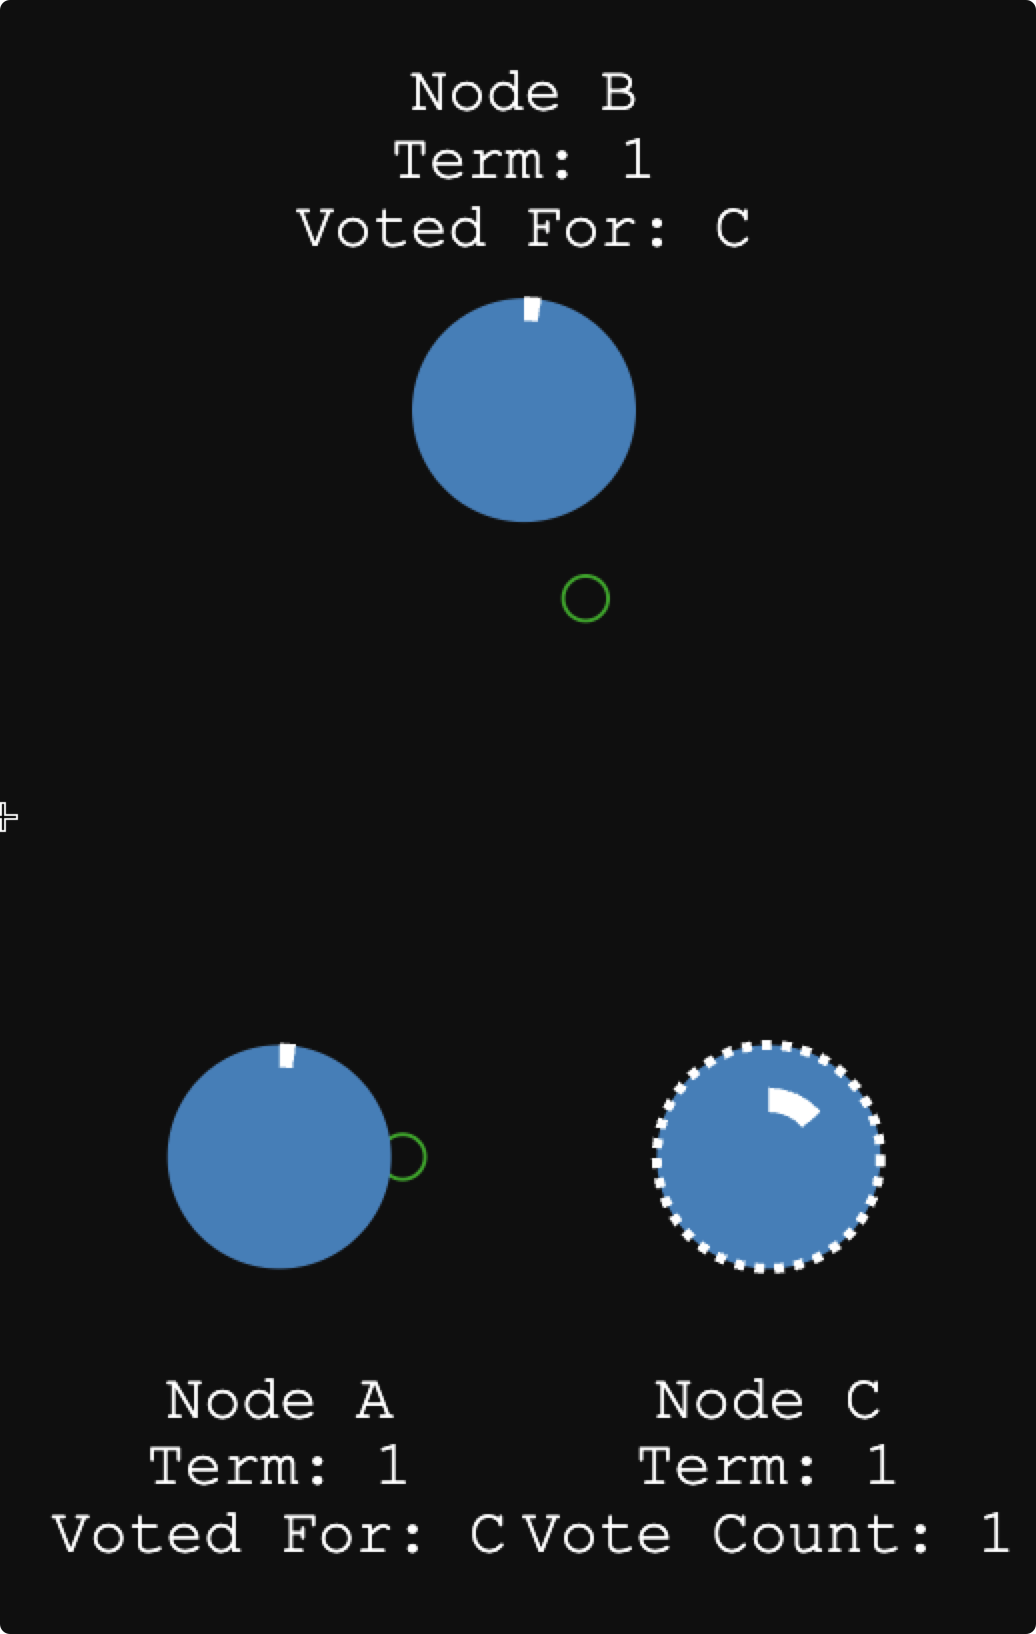 Node B
Term: 1
Voted For: C
Node A
Term: 1
Voted For: C
Node C
Term: 1
Vote Count: 1